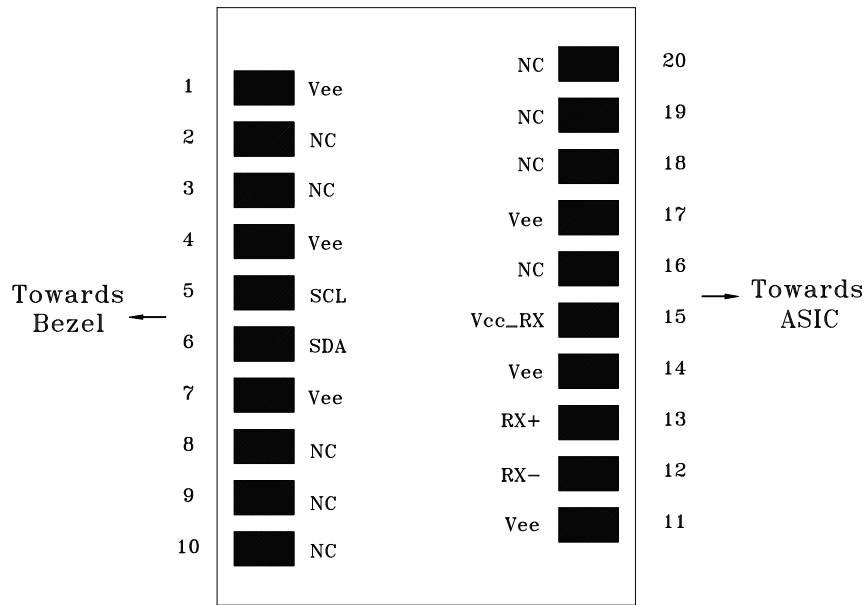 1 Vee
2 NC
3 NC
4 Vee
5 SCL
6 SDA
7 Vee
8 NC
9 NC
10 NC
Towards
Bezel
NC 20
NC 19
NC 18
Vee 17
NC 16
Vcc_RX 15
Vee 14
RX+ 13
RX− 12
Vee 11
Towards
ASIC